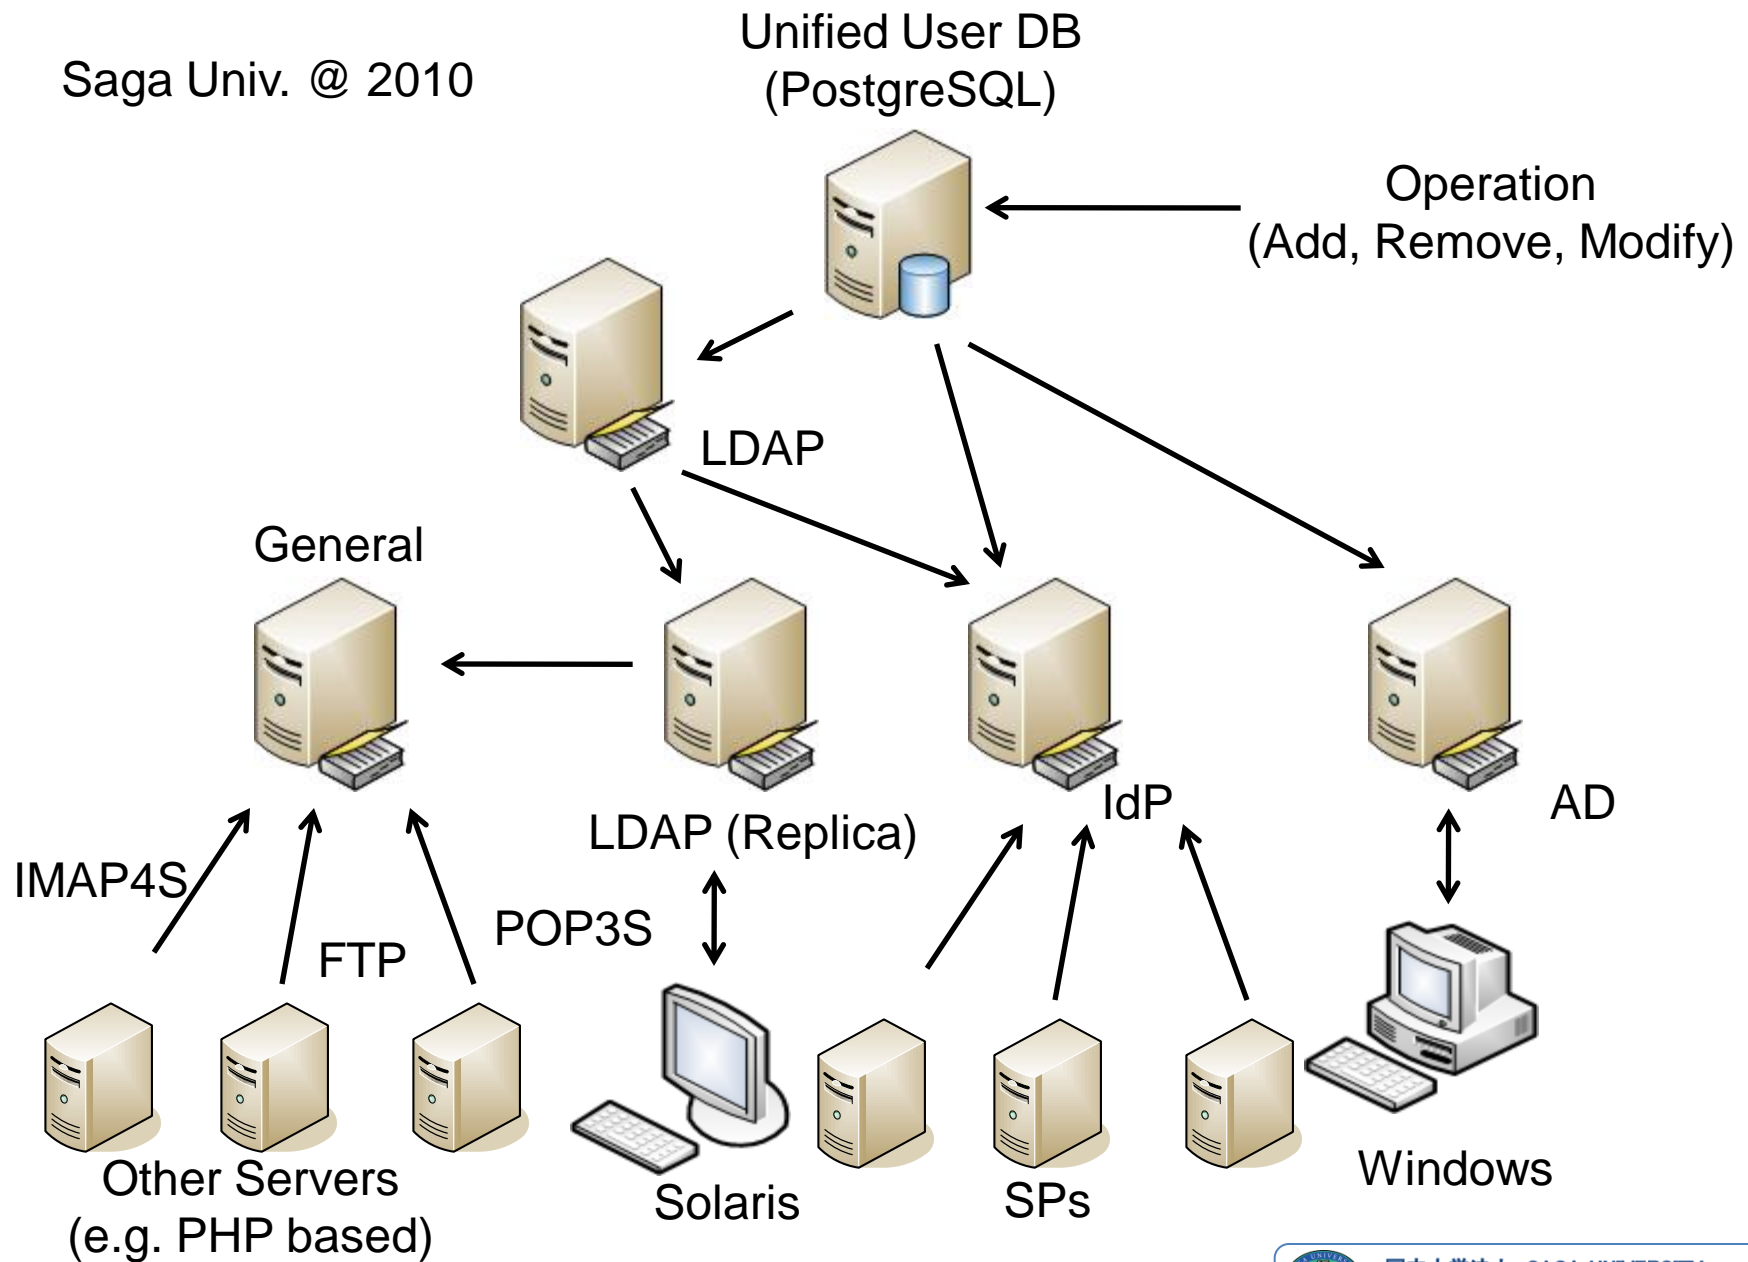 Saga Univ. @ 2010
Unified User DB
(PostgreSQL)
Operation
(Add, Remove, Modify)
LDAP
General
LDAP (Replica)
IdP
AD
IMAP4S
FTP
POP3S
Other Servers
(e.g. PHP based)
Solaris
SPs
Windows